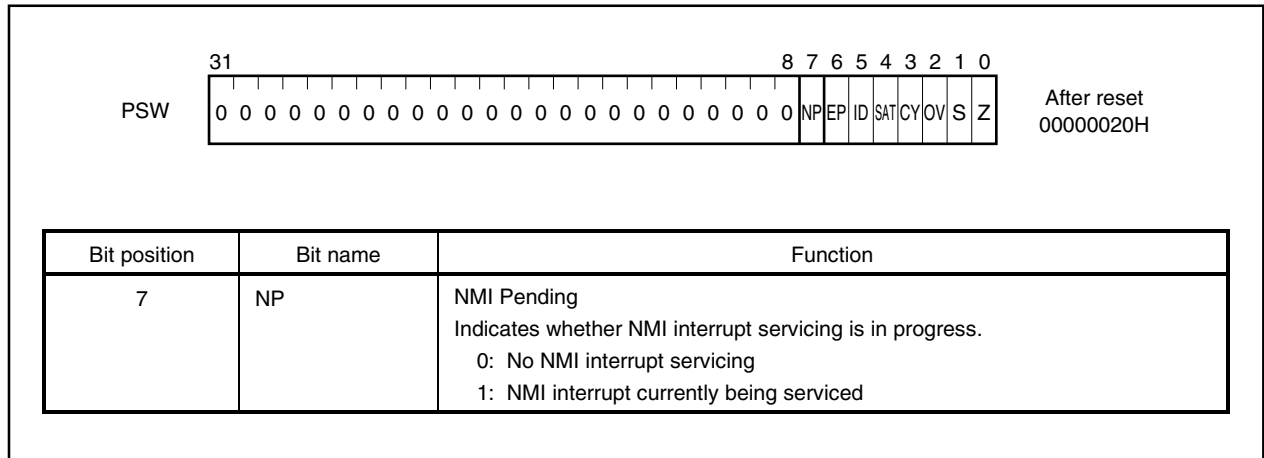 31 8 7 6 5 4 3 2 1 0
PSW 0 0 0 0 0 0 0 0 0 0 0 0 0 0 0 0 0 0 0 0 0 0 0 0 NP EP ID SAT CY OV S Z After reset
00000020H
Bit position Bit name Function
7 NP NMI Pending
Indicates whether NMI interrupt servicing is in progress.
0: No NMI interrupt servicing
1: NMI interrupt currently being serviced